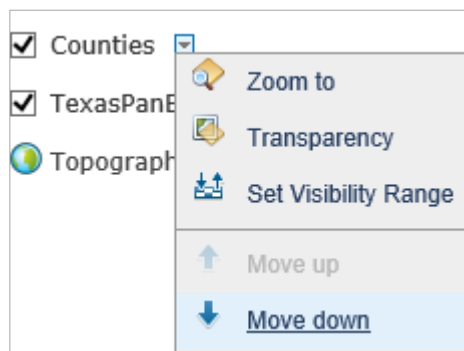 Counties
Zoom to
TexasPanE
Transparency
Topograph
Set Visibility Range
Move up
Move down